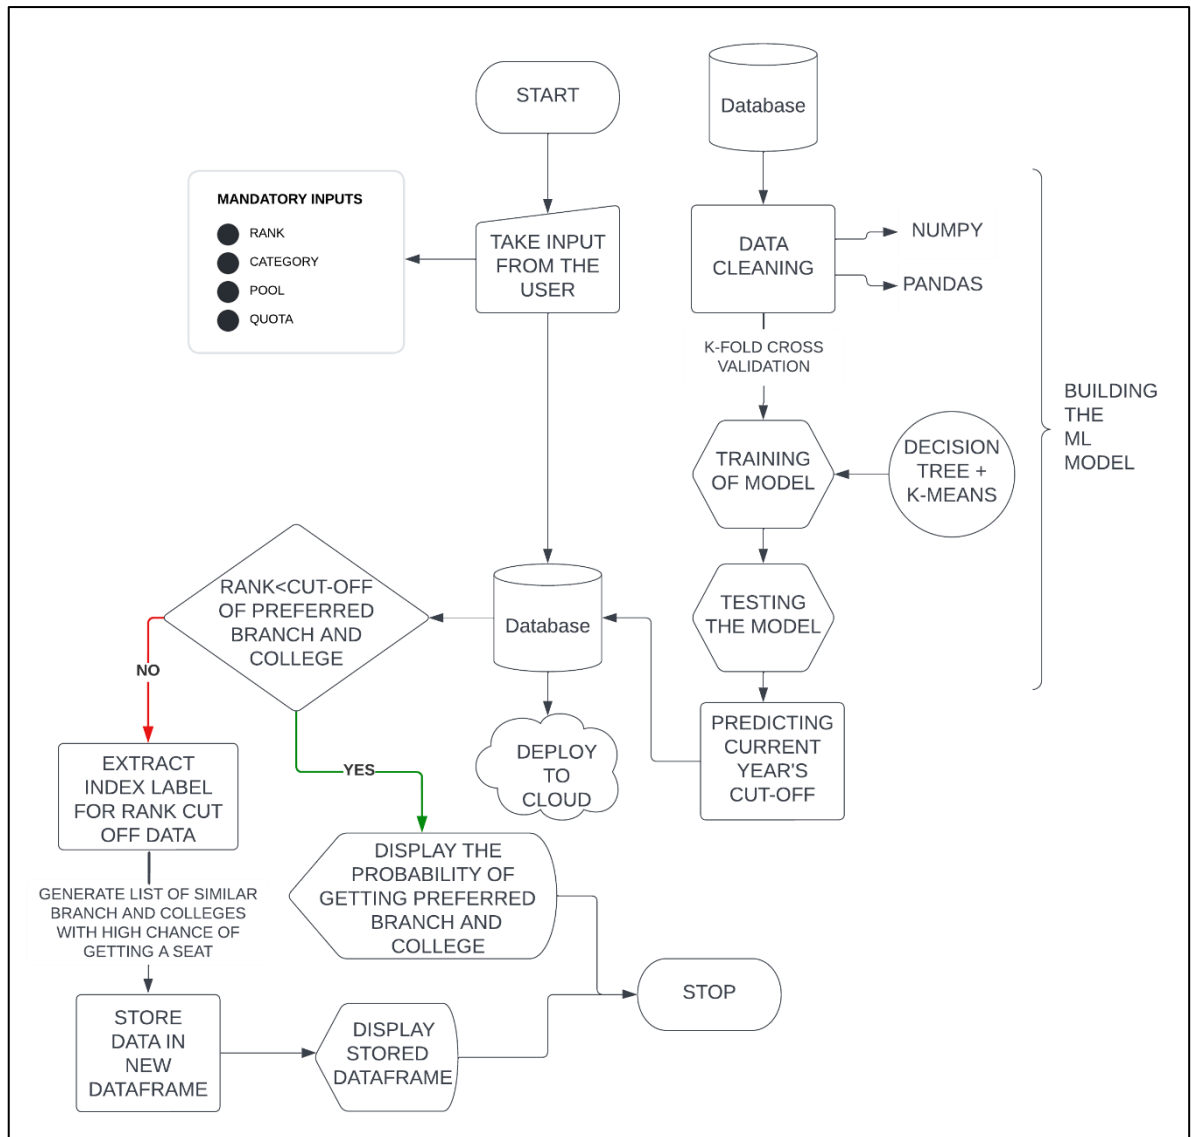 START
Database
MANDATORY INPUTS
RANK
CATEGORY
POOL
QUOTA
TAKE INPUT
FROM THE
USER
DATA
CLEANING
NUMPY
PANDAS
K-FOLD CROSS
VALIDATION
BUILDING
THE
ML
MODEL
TRAINING
OF MODEL
DECISION
TREE +
K-MEANS
RANK<CUT-OFF
OF PREFERRED
BRANCH AND
COLLEGE
Database
TESTING
THE MODEL
NO
YES
PREDICTING
CURRENT
YEAR'S
CUT-OFF
DEPLOY
TO
CLOUD
EXTRACT
INDEX LABEL
FOR RANK CUT
OFF DATA
DISPLAY THE
PROBABILITY OF
GETTING PREFERRED
BRANCH AND
COLLEGE
GENERATE LIST OF SIMILAR
BRANCH AND COLLEGES
WITH HIGH CHANCE OF
GETTING A SEAT
STOP
STORE
DATA IN
NEW
DATAFRAME
DISPLAY
STORED
DATAFRAME